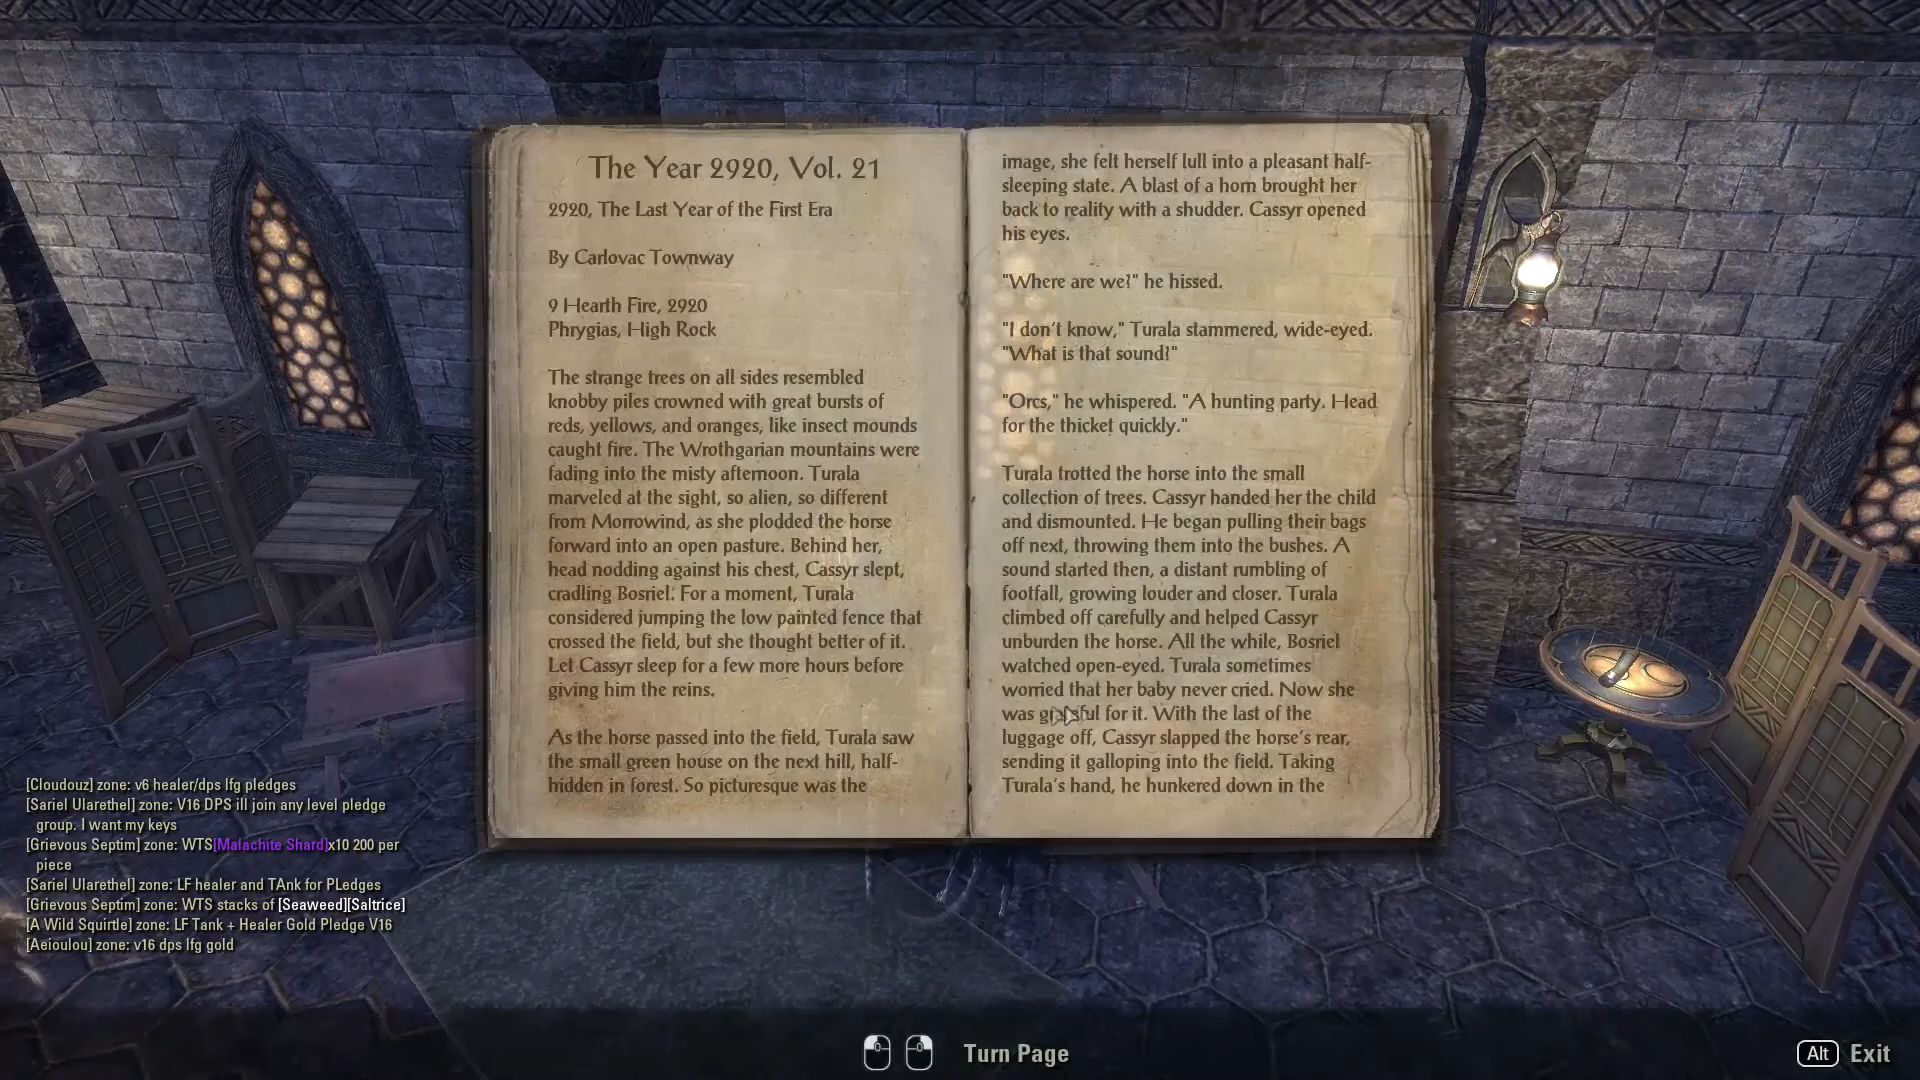 The Year 2920, Vol. 21
2920, The Last Year of the First Era
By Carlovac Townway
9 Hearth Fire, 2920
Phrygias, High Rock
The strange trees on all sides resembled
knobby piles crowned with great bursts of
reds, yellows, and oranges, like insect mounds
caught fire. The Wrothgarian mountains were
fading into the misty afternoon. Turala
marveled at the sight, so alien, so different
from Morrowind, as she plodded the horse
forward into an open pasture. Behind her,
head nodding against his chest, Cassyr slept,
cradling Bosriel. For a moment, Turala
considered jumping the low painted fence that
crossed the field, but she thought better of it.
Let Cassyr sleep for a few more hours before
giving him the reins.
As the horse passed into the field, Turala saw
the small green house on the next hill, half-
hidden in forest. So picturesque was the
image, she felt herself lull into a pleasant half-
sleeping state. A blast of a horn brought her
back to reality with a shudder. Cassyr opened
his eyes.
"Where are we?" he hissed.
"I don't know," Turala stammered, wide-eyed.
"What is that sound?"
"Orcs," he whispered. "A hunting party. Head
for the thicket quickly."
Turala trotted the horse into the small
collection of trees. Cassyr handed her the child
and dismounted. He began pulling their bags
off next, throwing them into the bushes. A
sound started then, a distant rumbling of
footfall, growing louder and closer. Turala
climbed off carefully and helped Cassyr
unburden the horse. All the while, Bosriel
watched open-eyed. Turala sometimes
worried that her baby never cried. Now she
was grateful for it. With the last of the
luggage off, Cassyr slapped the horse's rear,
sending it galloping into the field. Taking
Turala's hand, he hunkered down in the
[Cloudouz] zone: v6 healer/dps lfg pledges
[Sariel Ularethel] zone: V16 DPS ill join any level pledge
group. I want my keys
[Grievous Septim] zone: WTS[Malachite Shard]x10 200 per
piece
[Sariel Ularethel] zone: LF healer and TAnk for PLedges
[Grievous Septim] zone: WTS stacks of [Seaweed][Saltrice]
[A Wild Squirtle] zone: LF Tank + Healer Gold Pledge V16
[Aeioulou] zone: v16 dps lfg gold
Turn Page
Alt Exit